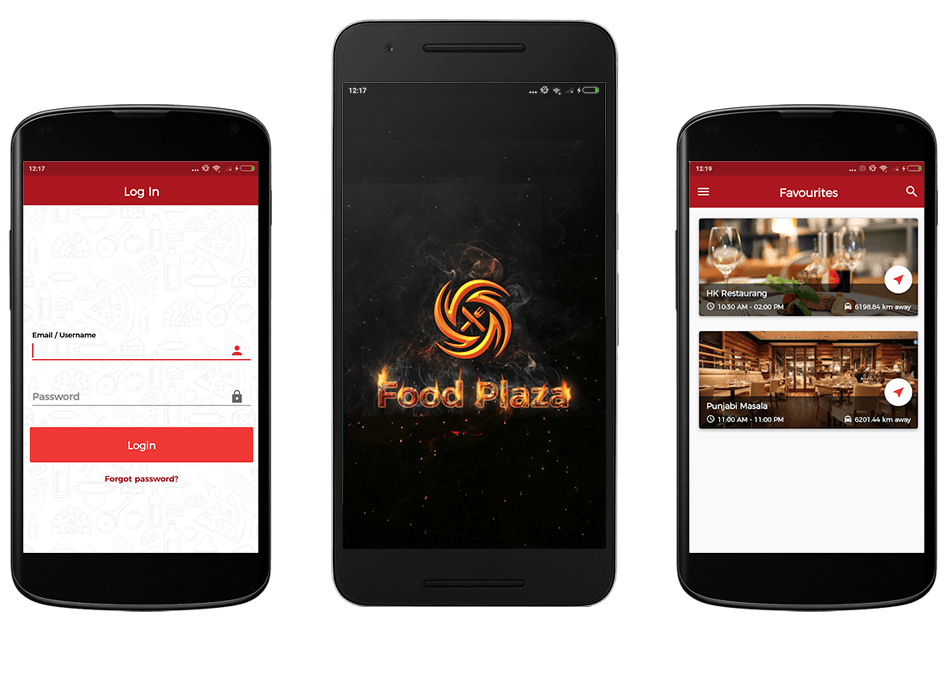 12:17
Log In
Email / Username
Password
Login
Forgot password?
12:17
Food Plaza
12:19
Favourites
HK Restaurang
10:30 AM - 02:00 PM
6198.84 km away
Punjabi Masala
11:00 AM - 11:00 PM
6201.44 km away